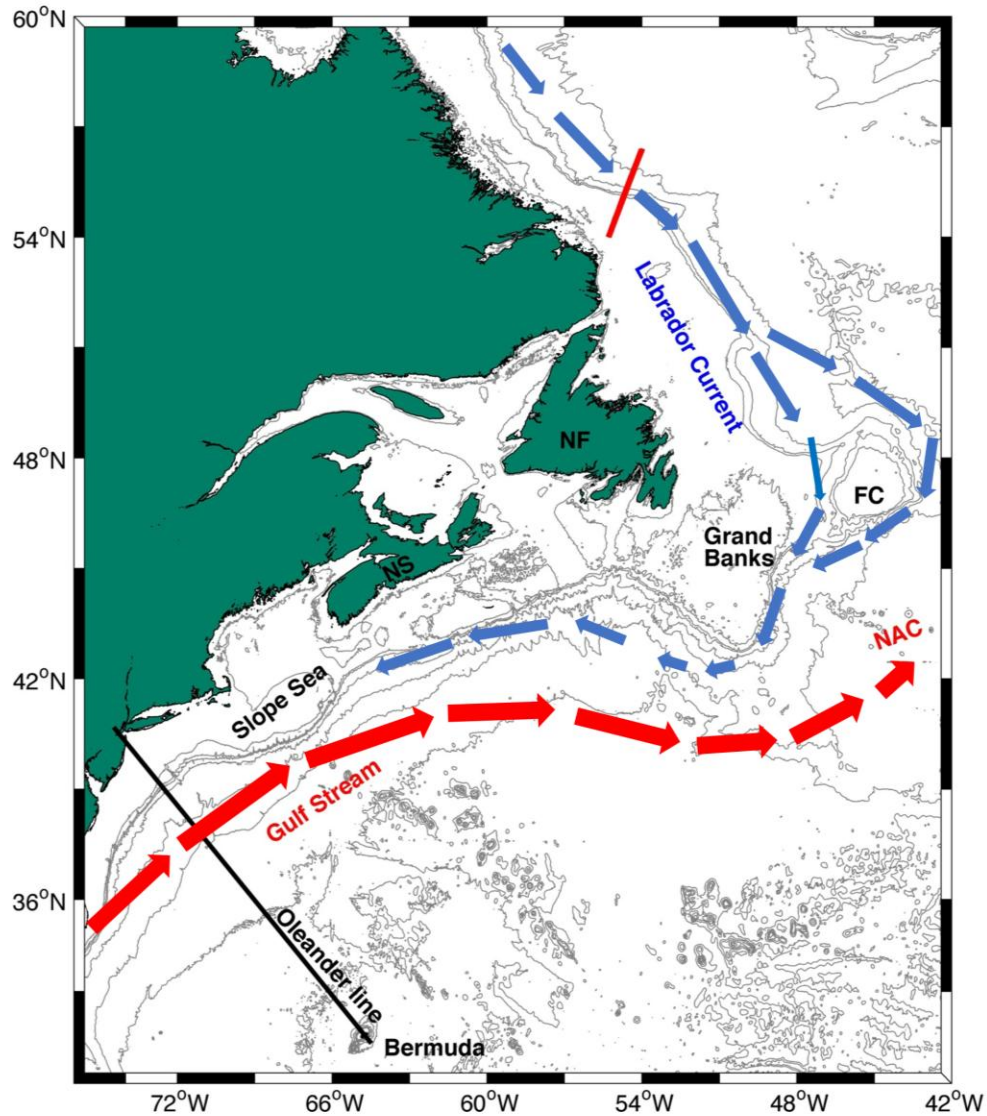 60°N
54°N
48°N
42°N
36°N
Labrador Current
NF
FC
Grand
Banks
NS
NAC
Slope Sea
Gulf Stream
Oleander line
Bermuda
72°W
66°W
60°W
54°W
48°W
42°W